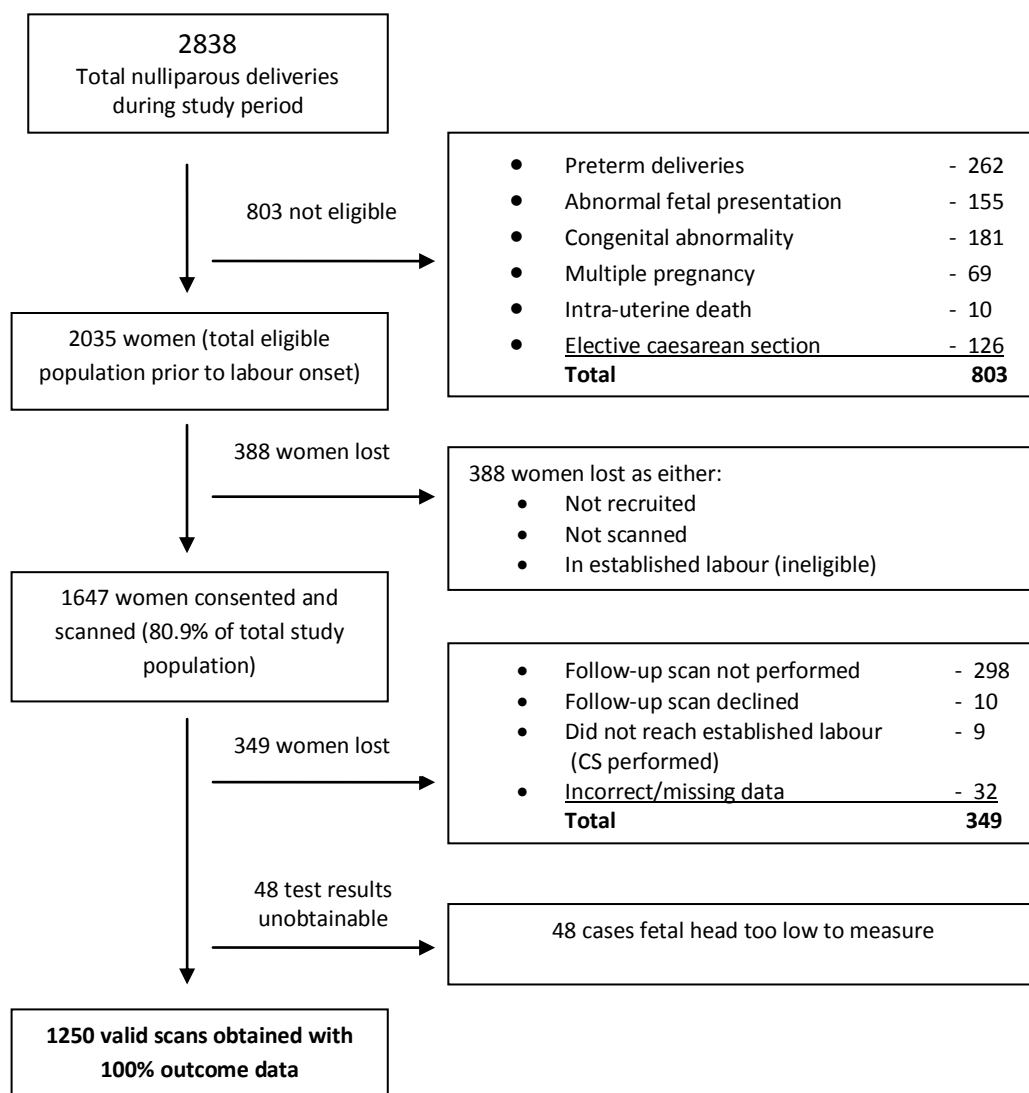 2838
Total nulliparous deliveries
during study period
803 not eligible
• Preterm deliveries - 262
• Abnormal fetal presentation - 155
• Congenital abnormality - 181
• Multiple pregnancy - 69
• Intra-uterine death - 10
• Elective caesarean section - 126
Total 803
2035 women (total eligible
population prior to labour onset)
388 women lost
388 women lost as either:
• Not recruited
• Not scanned
• In established labour (ineligible)
1647 women consented and
scanned (80.9% of total study
population)
349 women lost
• Follow-up scan not performed - 298
• Follow-up scan declined - 10
• Did not reach established labour - 9
(CS performed)
• Incorrect/missing data - 32
Total 349
48 test results
unobtainable
48 cases fetal head too low to measure
1250 valid scans obtained with
100% outcome data